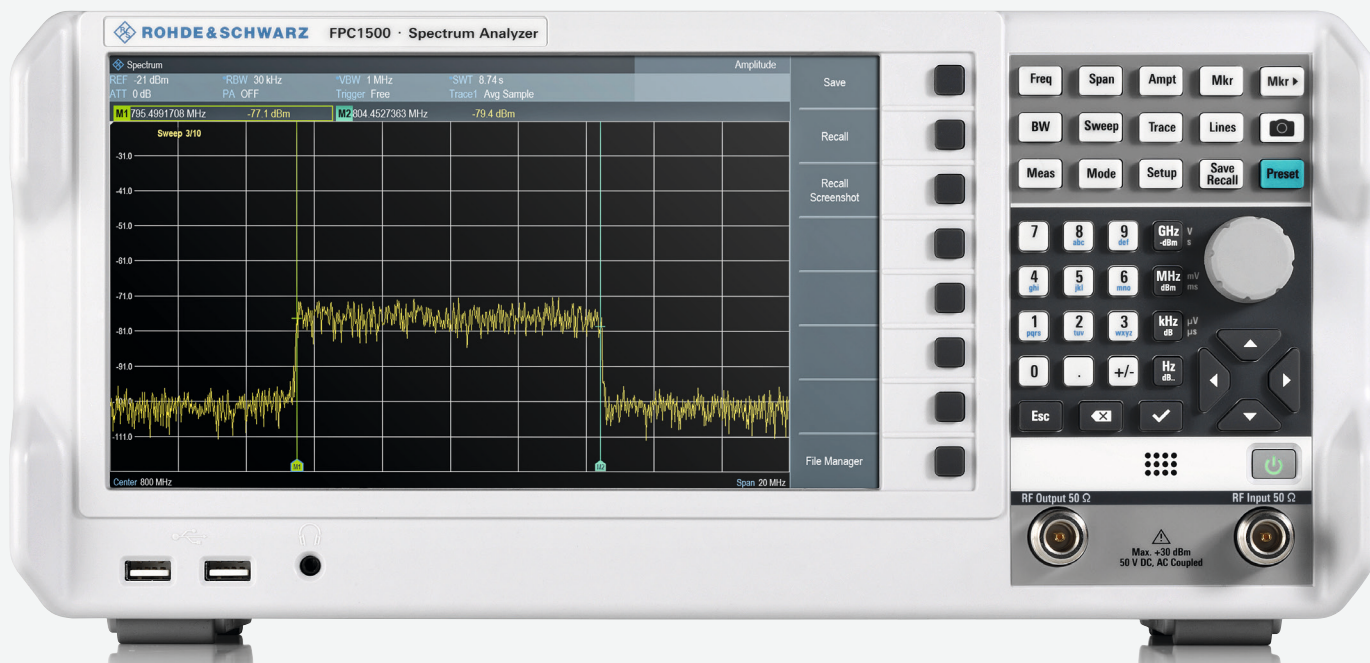 ROHDE&SCHWARZ FPC1500 · Spectrum Analyzer
Spectrum Amplitude
REF -21 dBm °RBW 30 kHz °VBW 1 MHz °SWT 8.74 s
ATT 0 dB PA OFF Trigger Free Trace1 Avg Sample
M1 795.4991708 MHz -77.1 dBm M2 804.4527363 MHz -79.4 dBm
Sweep 3/10
-31.0
-41.0
-51.0
-61.0
-71.0
-81.0
-91.0
-111.0
M1 M2
Center 800 MHz Span 20 MHz
Save
Recall
Recall
Screenshot
File Manager
Freq Span Ampt Mkr Mkr▸
BW Sweep Trace Lines
Meas Mode Setup Save
Recall Preset
7 8 9 GHz V
abc def -dBm s
4 5 6 MHz mV
ghi jkl mno dBm ms
1 2 3 kHz µV
pqrs tuv wxyz dB µs
0 . +/- Hz
dB..
Esc
RF Output 50 Ω RF Input 50 Ω
Max. +30 dBm
50 V DC, AC Coupled